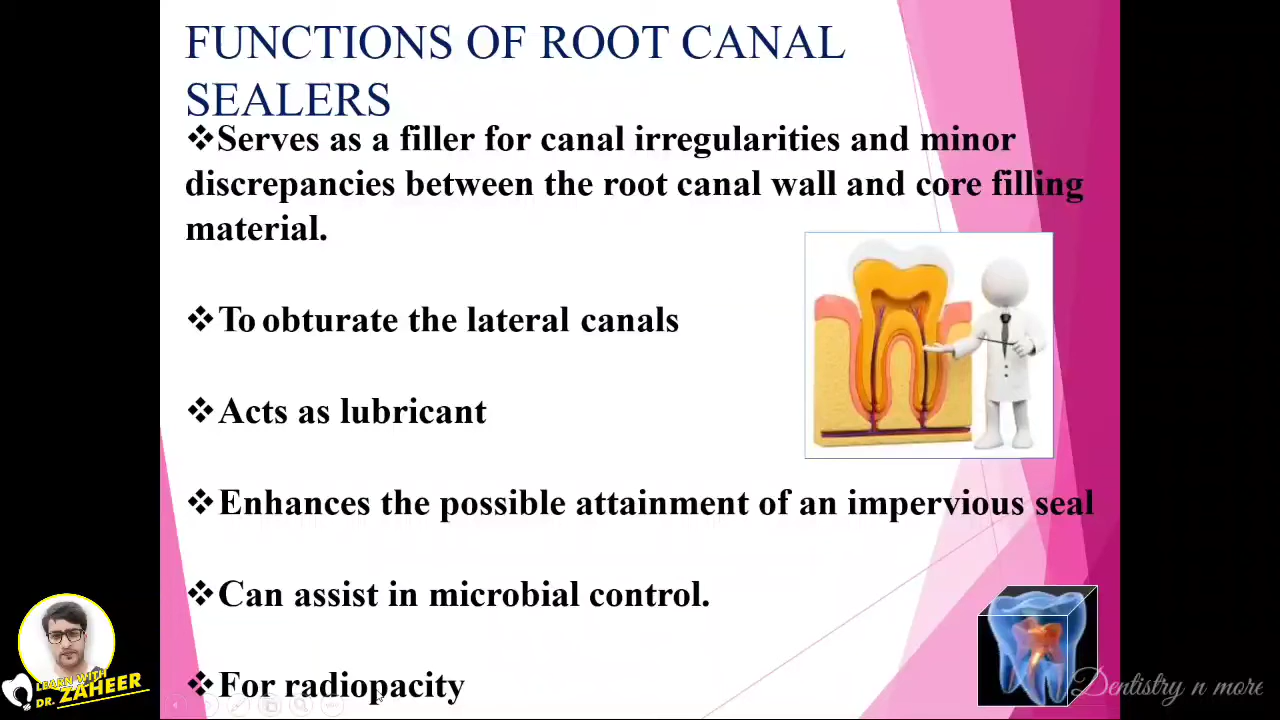 FUNCTIONS OF ROOT CANAL
SEALERS
❖Serves as a filler for canal irregularities and minor
discrepancies between the root canal wall and core filling
material.
❖To obturate the lateral canals
❖Acts as lubricant
❖Enhances the possible attainment of an impervious seal
❖Can assist in microbial control.
❖For radiopacity
LEARN WITH
DR. ZAHEER
Dentistry n more